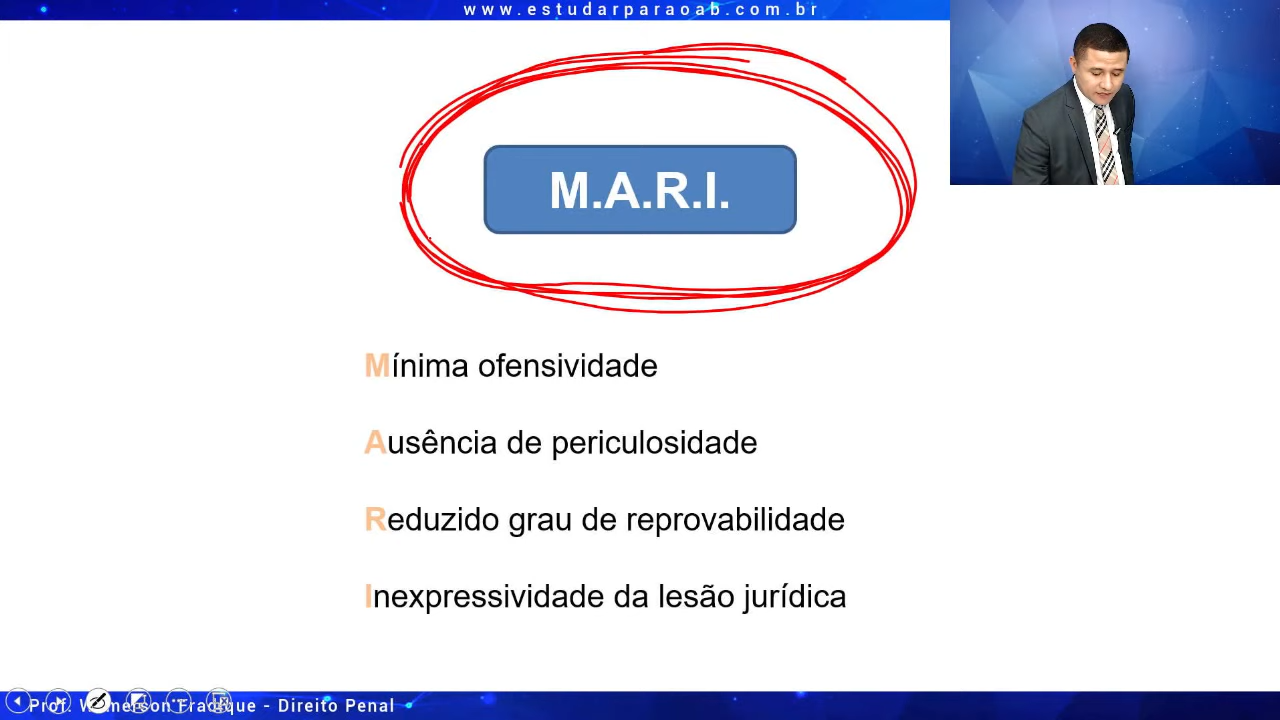 www.estudarparaoab.com.br
M.A.R.I.
Mínima ofensividade
Ausência de periculosidade
Reduzido grau de reprovabilidade
Inexpressividade da lesão jurídica
Prof. - Direito Penal